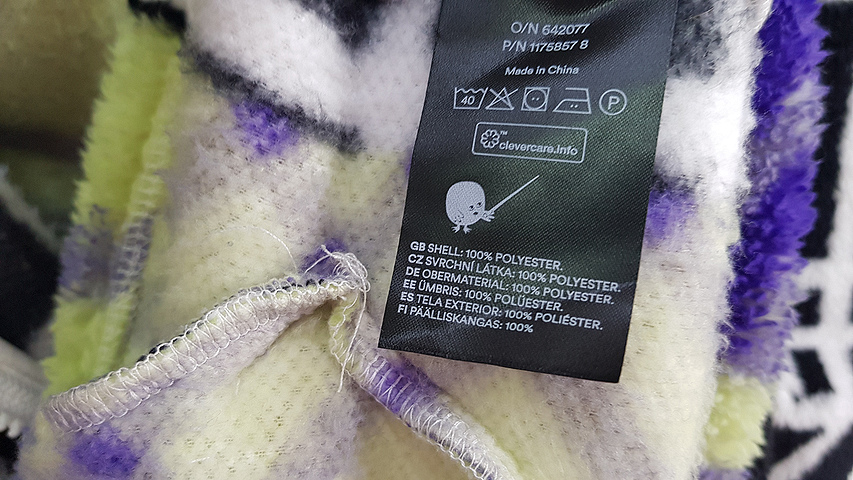 O/N 642077
P/N 1175857 8
Made in China
40 P
™
clevercare.info
GB SHELL: 100% POLYESTER.
CZ SVRCHNÍ LÁTKA: 100% POLYESTER.
DE OBERMATERIAL: 100% POLYESTER.
EE ÜMBRIS: 100% POLÜESTER.
ES TELA EXTERIOR: 100% POLIÉSTER.
FI PÄÄLLISKANGAS: 100%